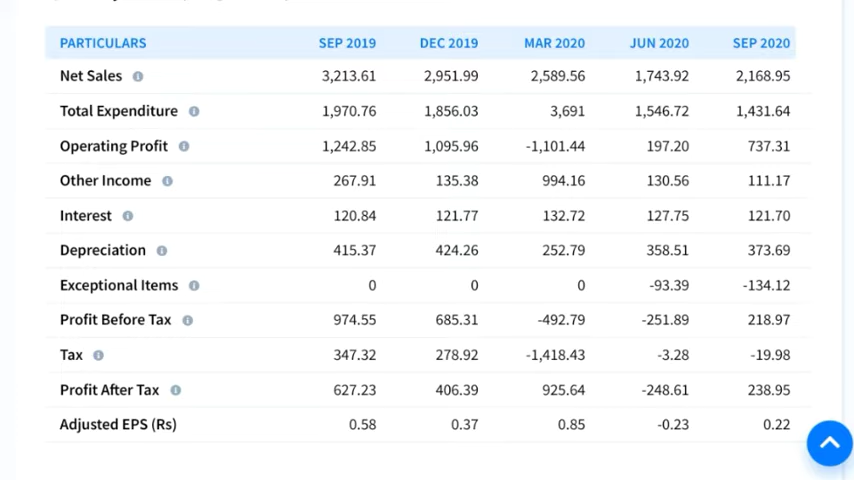 PARTICULARS SEP 2019 DEC 2019 MAR 2020 JUN 2020 SEP 2020
Net Sales 3,213.61 2,951.99 2,589.56 1,743.92 2,168.95
Total Expenditure 1,970.76 1,856.03 3,691 1,546.72 1,431.64
Operating Profit 1,242.85 1,095.96 -1,101.44 197.20 737.31
Other Income 267.91 135.38 994.16 130.56 111.17
Interest 120.84 121.77 132.72 127.75 121.70
Depreciation 415.37 424.26 252.79 358.51 373.69
Exceptional Items 0 0 0 -93.39 -134.12
Profit Before Tax 974.55 685.31 -492.79 -251.89 218.97
Tax 347.32 278.92 -1,418.43 -3.28 -19.98
Profit After Tax 627.23 406.39 925.64 -248.61 238.95
Adjusted EPS (Rs) 0.58 0.37 0.85 -0.23 0.22